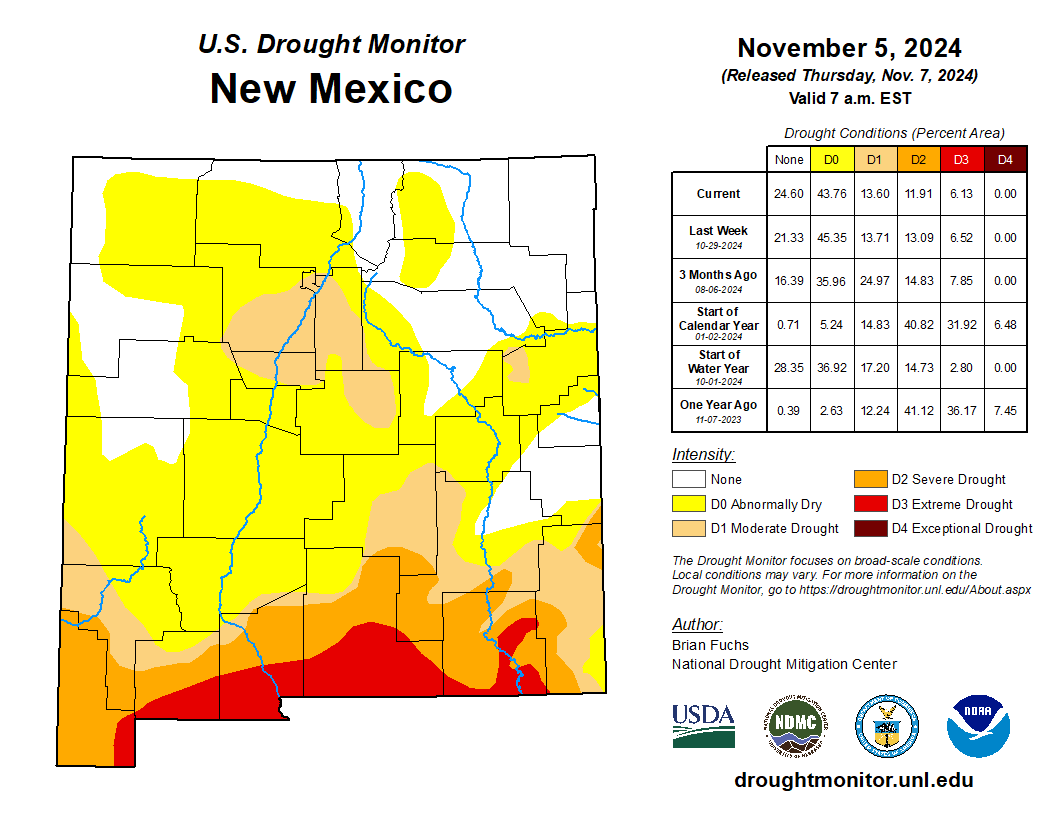 U.S. Drought Monitor
New Mexico
November 5, 2024
(Released Thursday, Nov. 7, 2024)
Valid 7 a.m. EST
Drought Conditions (Percent Area)
None D0 D1 D2 D3 D4
Current 24.60 43.76 13.60 11.91 6.13 0.00
Last Week 10-29-2024 21.33 45.35 13.71 13.09 6.52 0.00
3 Months Ago 08-06-2024 16.39 35.96 24.97 14.83 7.85 0.00
Start of Calendar Year 01-02-2024 0.71 5.24 14.83 40.82 31.92 6.48
Start of Water Year 10-01-2024 28.35 36.92 17.20 14.73 2.80 0.00
One Year Ago 11-07-2023 0.39 2.63 12.24 41.12 36.17 7.45
Intensity:
None
D0 Abnormally Dry
D1 Moderate Drought
D2 Severe Drought
D3 Extreme Drought
D4 Exceptional Drought
The Drought Monitor focuses on broad-scale conditions.
Local conditions may vary. For more information on the
Drought Monitor, go to https://droughtmonitor.unl.edu/About.aspx
Author:
Brian Fuchs
National Drought Mitigation Center
USDA
NDMC
NOAA
droughtmonitor.unl.edu